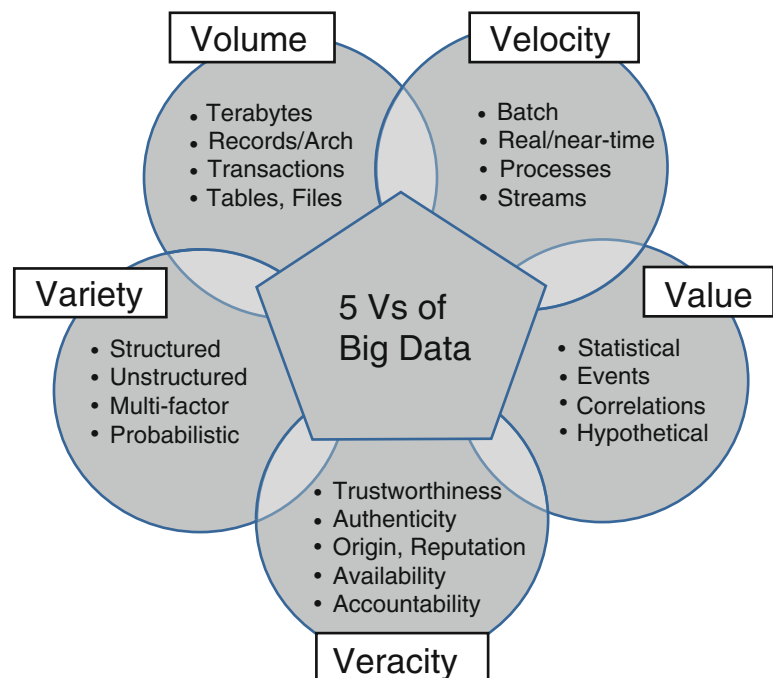 Volume
• Terabytes
• Records/Arch
• Transactions
• Tables, Files
Velocity
• Batch
• Real/near-time
• Processes
• Streams
Variety
• Structured
• Unstructured
• Multi-factor
• Probabilistic
5 Vs of
Big Data
Value
• Statistical
• Events
• Correlations
• Hypothetical
• Trustworthiness
• Authenticity
• Origin, Reputation
• Availability
• Accountability
Veracity